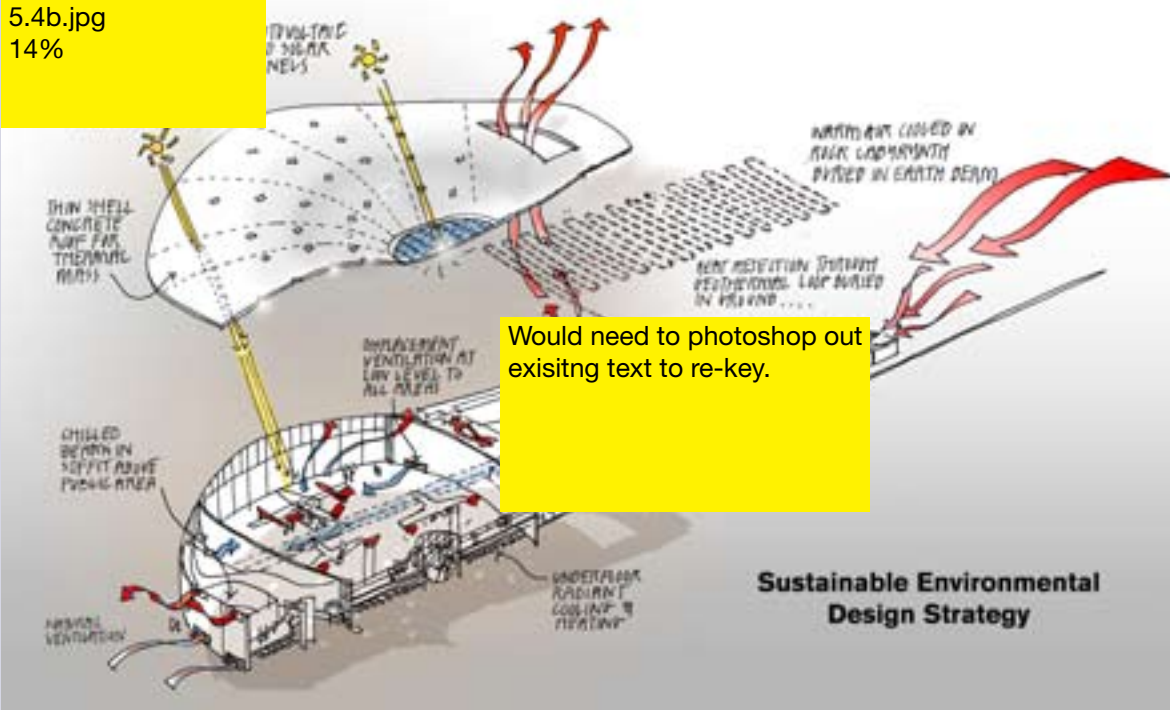 5.4b.jpg
14%
SOLAR
THIN SHELL
CONCRETE
ROOF FOR
THERMAL
MASS
WARM AIR COOLED IN
ROCK LABYRINTH
BURIED IN EARTH BERM
HEAT REJECTION THROUGH
GEOTHERMAL LOOP BURIED
IN GROUND....
Would need to photoshop out
exisitng text to re-key.
DISPLACEMENT
VENTILATION AT
LOW LEVEL TO
ALL AREAS
CHILLED
BEAM IN
SOFFIT ABOVE
PUBLIC AREA
UNDERFLOOR
RADIANT
COOLING &
HEATING
NATURAL
VENTILATION
Sustainable Environmental
Design Strategy